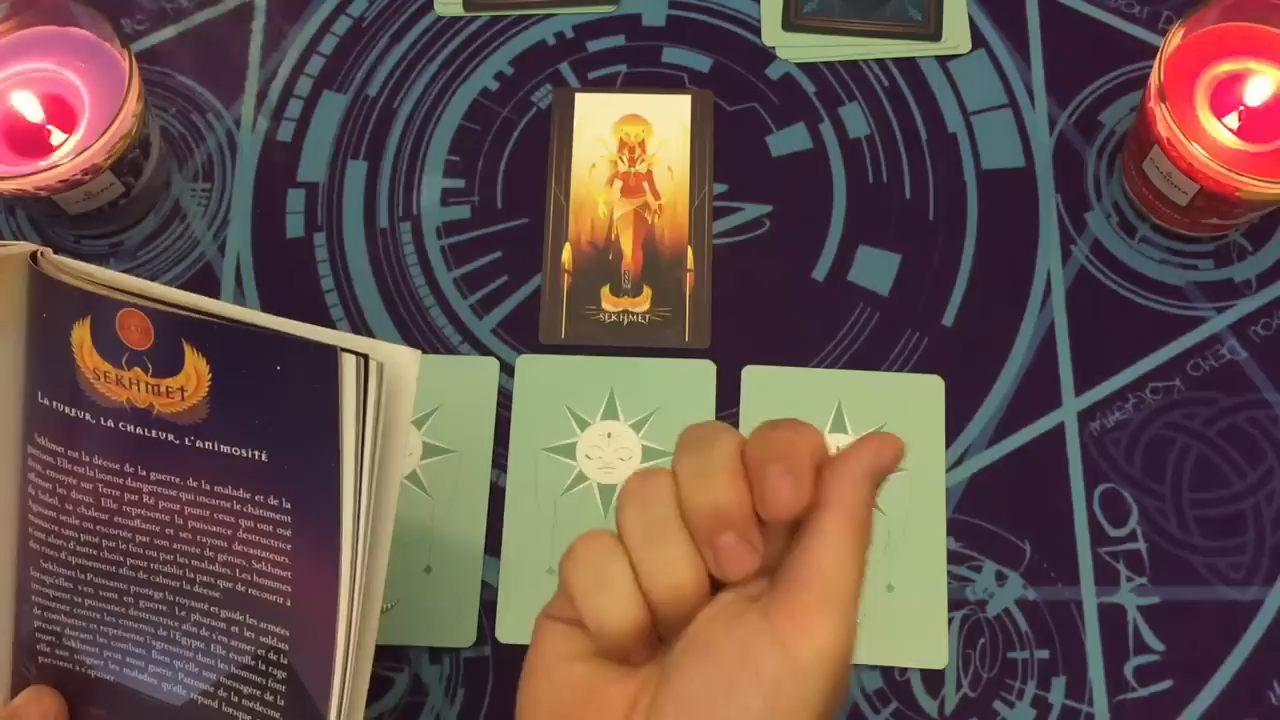 SEKHMET
SEKHMET
La fureur, la chaleur, l'animosité
Sekhmet est la déesse de la guerre, de la maladie et de la
guérison. Elle est la lionne dangereuse qui incarne le châtiment
divin, envoyée sur Terre par Rê pour punir ceux qui ont osé
offenser les dieux. Elle représente la puissance destructrice
du Soleil, sa chaleur étouffante et ses rayons dévastateurs.
Agissant seule ou escortée par son armée de génies, Sekhmet
massacre sans pitié par le feu ou par les maladies. Les hommes
n'ont alors d'autre choix pour rétablir la paix que de recourir à
des rites d'apaisement afin de calmer la déesse.
Sekhmet la Puissante protège la royauté et guide les armées
lorsqu'elles s'en vont en guerre. Le pharaon et les soldats
invoquent sa puissance destructrice afin de s'en armer et de la
retourner contre les ennemis de l'Égypte. Elle éveille la rage
de combattre et représente l'agressivité dont les hommes font
preuve durant les combats. Bien qu'elle soit messagère de la
mort, Sekhmet peut aussi guérir. Patronne de la médecine,
elle sait soigner les maladies qu'elle répand lorsque
parvient à s'apaiser
OTAKU